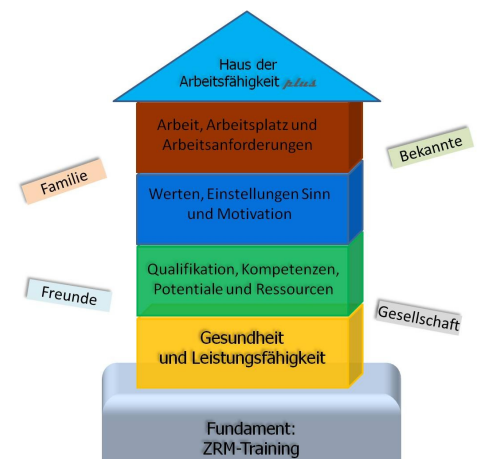 Haus der
Arbeitsfähigkeit plus
Arbeit, Arbeitsplatz und
Arbeitsanforderungen
Bekannte
Familie
Werten, Einstellungen Sinn
und Motivation
Qualifikation, Kompetenzen,
Potentiale und Ressourcen
Freunde
Gesellschaft
Gesundheit
und Leistungsfähigkeit
Fundament:
ZRM-Training